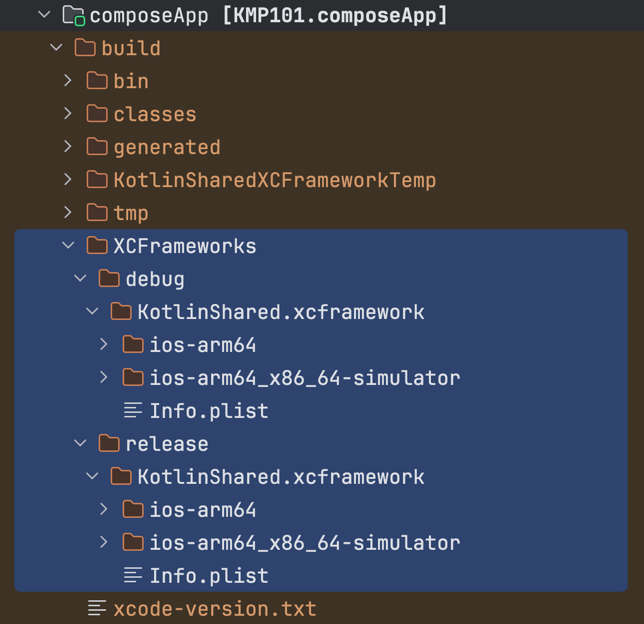 composeApp [KMP101.composeApp]
build
bin
classes
generated
KotlinSharedXCFrameworkTemp
tmp
XCFrameworks
debug
KotlinShared.xcframework
ios-arm64
ios-arm64_x86_64-simulator
Info.plist
release
KotlinShared.xcframework
ios-arm64
ios-arm64_x86_64-simulator
Info.plist
xcode-version.txt